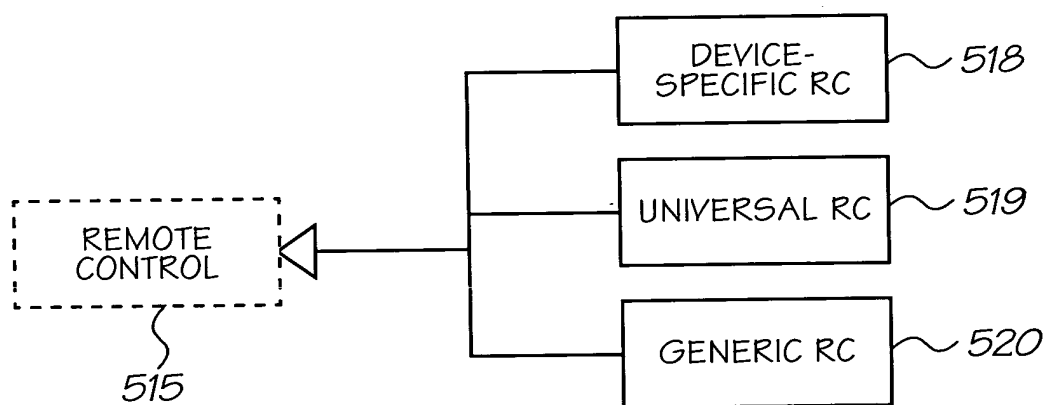 DEVICE-
SPECIFIC RC
518
UNIVERSAL RC
519
REMOTE
CONTROL
515
GENERIC RC
520